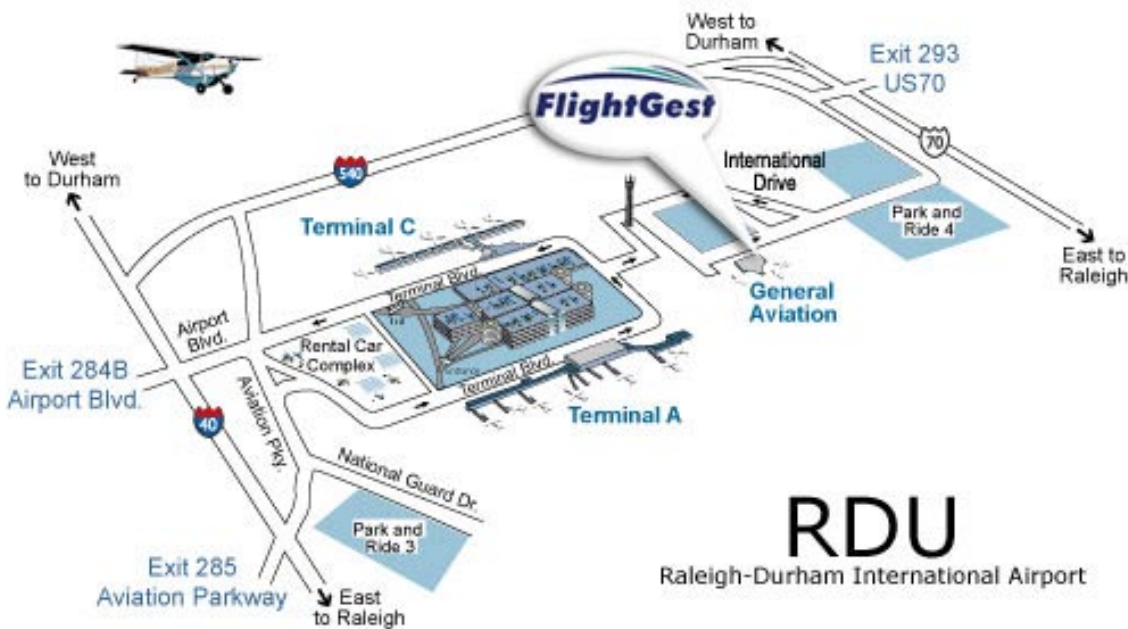 West to
Durham
Exit 293
US70
FlightGest
70
West
to Durham
540
International
Drive
Terminal C
Park and
Ride 4
East to
Raleigh
Terminal Blvd.
General
Aviation
Airport
Blvd.
Rental Car
Complex
Exit 284B
Airport Blvd.
Terminal Blvd.
Terminal A
40
Aviation Pky.
National Guard Dr.
Park and
Ride 3
RDU
Raleigh-Durham International Airport
Exit 285
Aviation Parkway
East
to Raleigh